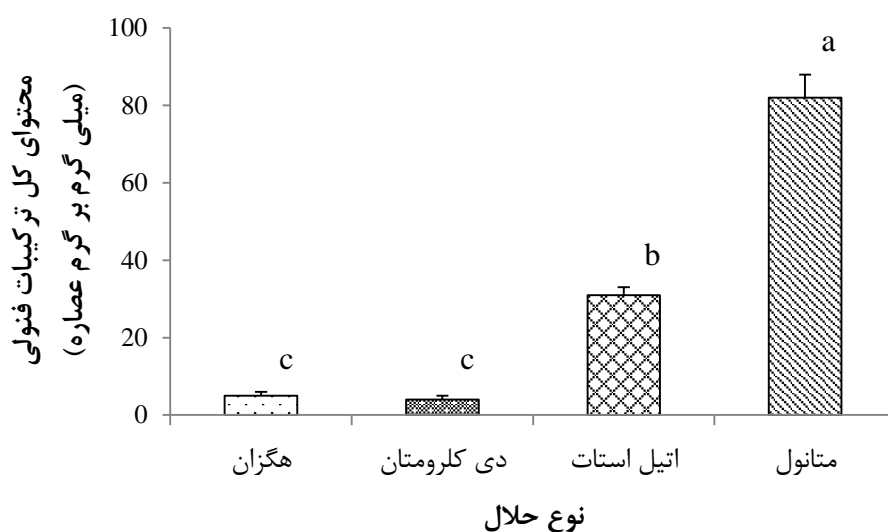 محتوای کل ترکیبات فنولی
(میلی گرم بر گرم عصاره)
100
80
60
40
20
0
c
c
b
a
هگزان
دی کلرومتان
اتیل استات
متانول
نوع حلال